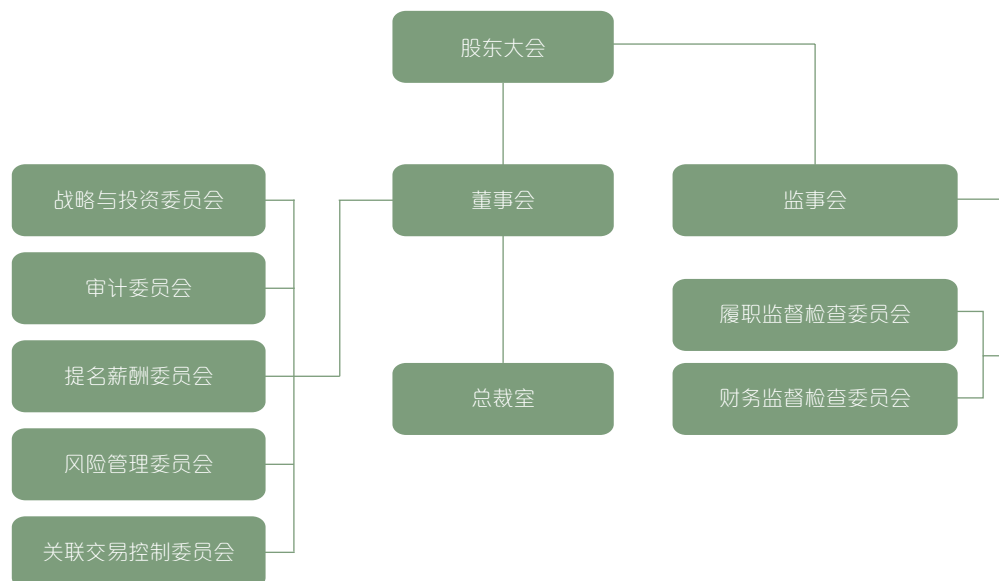 股东大会
战略与投资委员会
董事会
监事会
审计委员会
履职监督检查委员会
提名薪酬委员会
总裁室
财务监督检查委员会
风险管理委员会
关联交易控制委员会